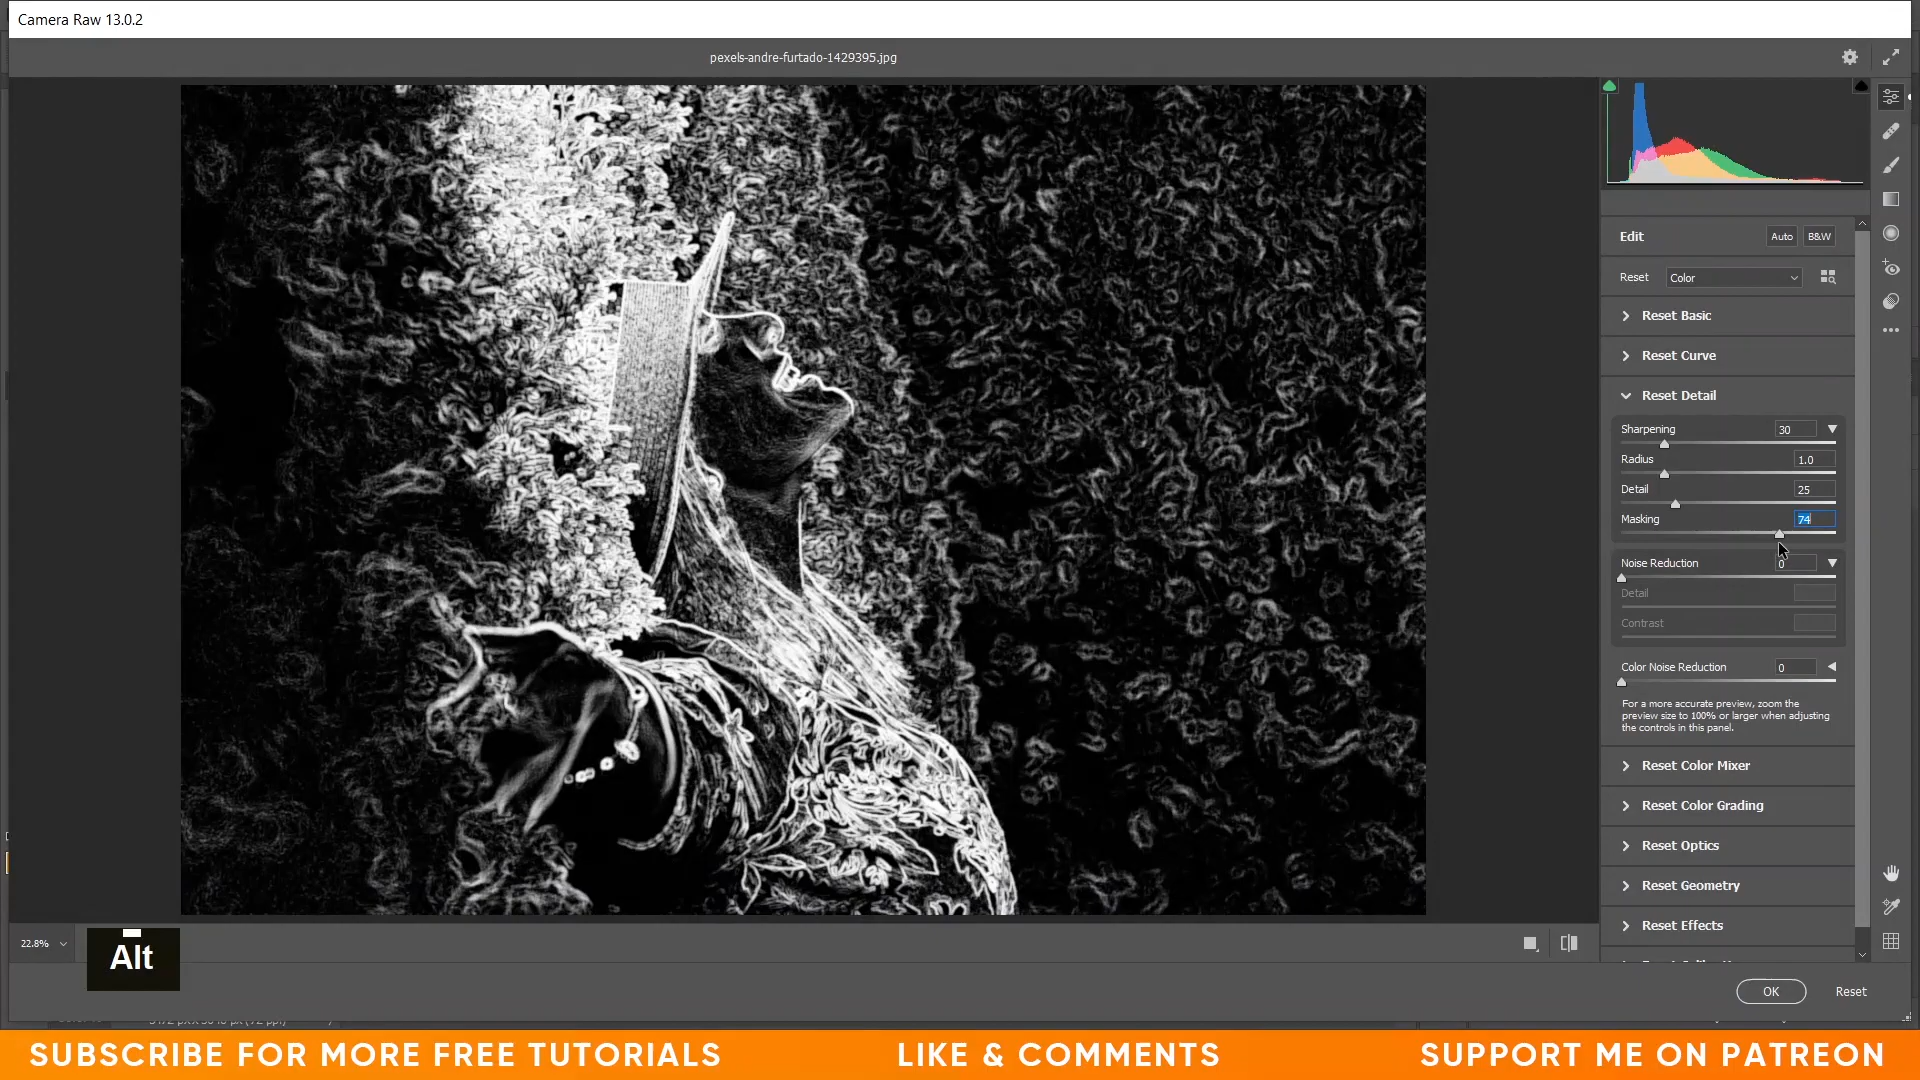 Camera Raw 13.0.2
pexels-andre-furtado-1429395.jpg
Edit
Auto
B&W
Reset
Color
Reset Basic
Reset Curve
Reset Detail
Sharpening
30
Radius
1.0
Detail
25
Masking
74
Noise Reduction
0
Detail
Contrast
Color Noise Reduction
0
For a more accurate preview, zoom the
preview size to 100% or larger when adjusting
the controls in this panel.
Reset Color Mixer
Reset Color Grading
Reset Optics
Reset Geometry
Reset Effects
22.8%
Alt
OK
Reset
SUBSCRIBE FOR MORE FREE TUTORIALS
LIKE & COMMENTS
SUPPORT ME ON PATREON